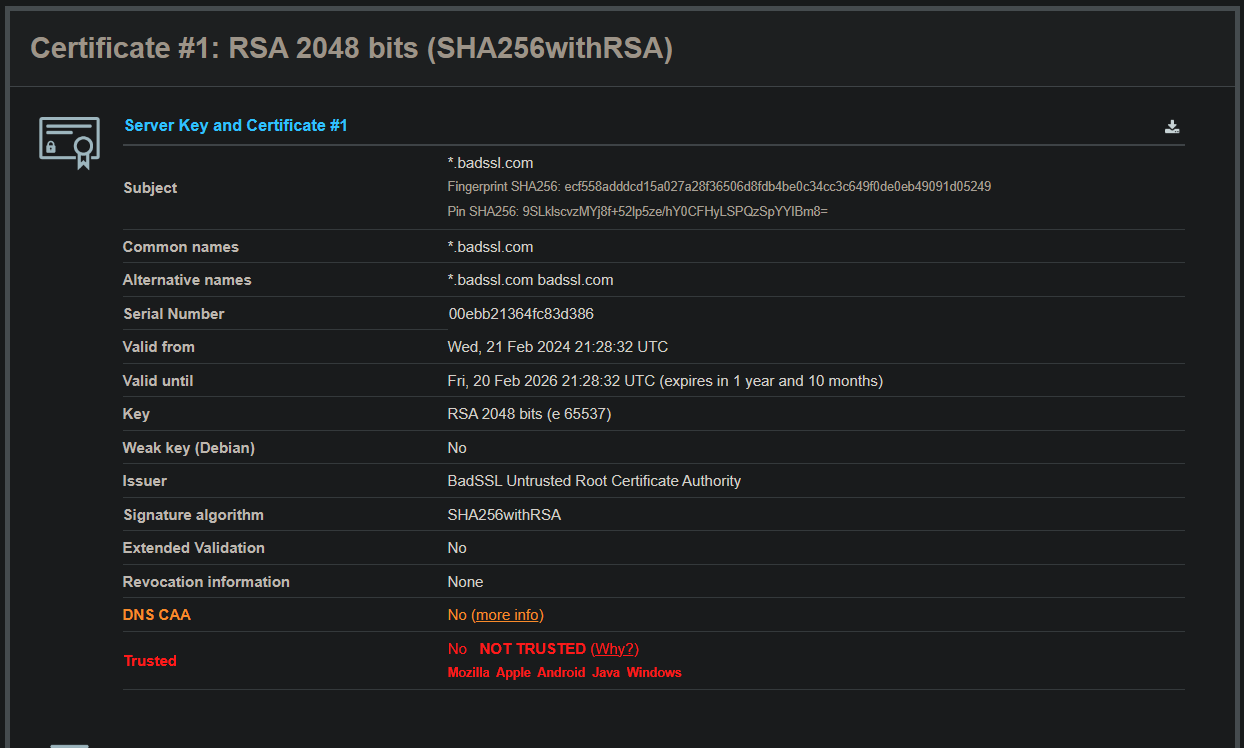 Certificate #1: RSA 2048 bits (SHA256withRSA)
Server Key and Certificate #1
Subject
*.badssl.com
Fingerprint SHA256: ecf558adddcd15a027a28f36506d8fdb4be0c34cc3c649f0de0eb49091d05249
Pin SHA256: 9SLklscvzMYj8f+52lp5ze/hY0CFHyLSPQzSpYYIBm8=
Common names *.badssl.com
Alternative names *.badssl.com badssl.com
Serial Number 00ebb21364fc83d386
Valid from Wed, 21 Feb 2024 21:28:32 UTC
Valid until Fri, 20 Feb 2026 21:28:32 UTC (expires in 1 year and 10 months)
Key RSA 2048 bits (e 65537)
Weak key (Debian) No
Issuer BadSSL Untrusted Root Certificate Authority
Signature algorithm SHA256withRSA
Extended Validation No
Revocation information None
DNS CAA No (more info)
Trusted
No NOT TRUSTED (Why?)
Mozilla Apple Android Java Windows